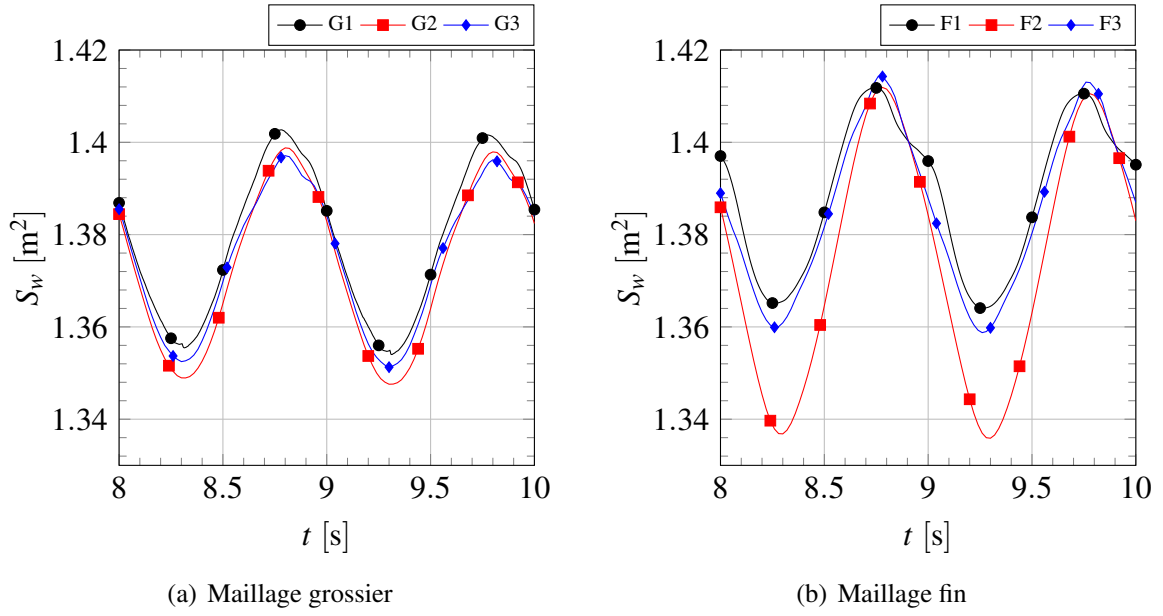 G1 G2 G3
1.42
1.4
1.38
1.36
1.34
S_w [m²]
8 8.5 9 9.5 10
t [s]
(a) Maillage grossier
F1 F2 F3
1.42
1.4
1.38
1.36
1.34
S_w [m²]
8 8.5 9 9.5 10
t [s]
(b) Maillage fin